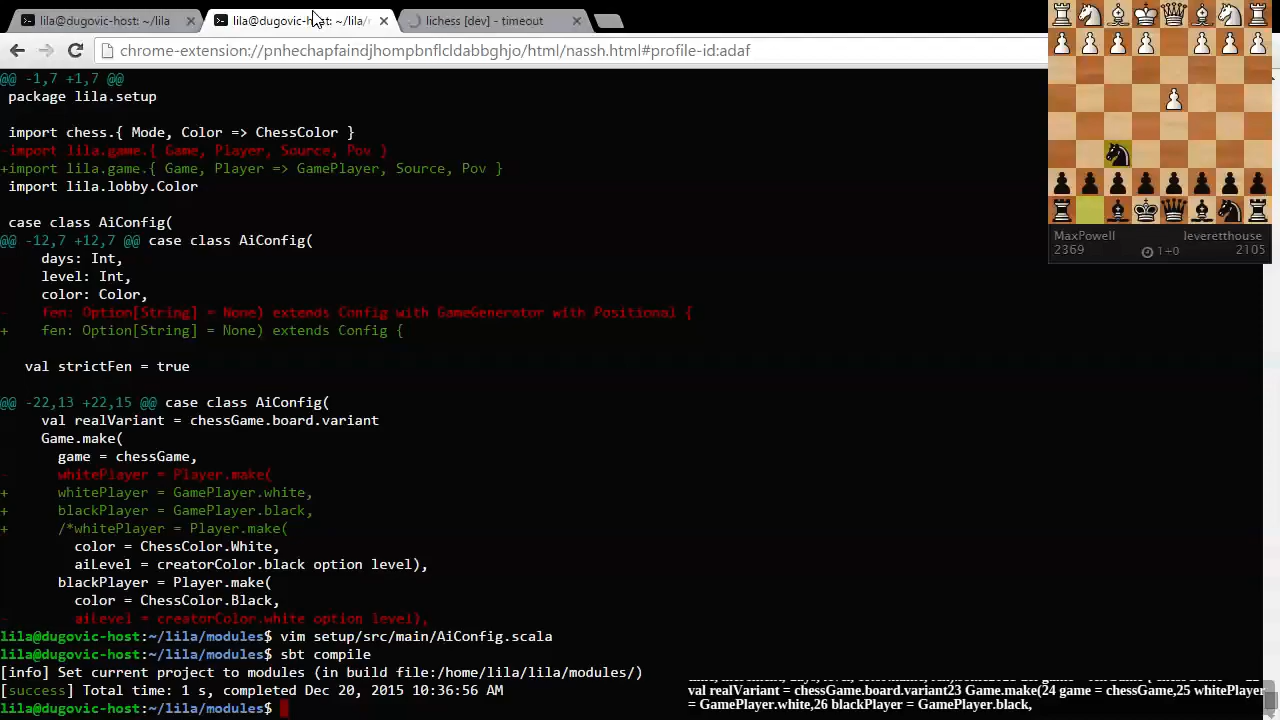 lila@dugovic-host: ~/lila
lila@dugovic-host: ~/lila/r
lichess [dev] - timeout
chrome-extension://pnhechapfaindjhompbnflcldabbghjo/html/nassh.html#profile-id:adaf
@@ -1,7 +1,7 @@
package lila.setup
import chess.{ Mode, Color => ChessColor }
-import lila.game.{ Game, Player, Source, Pov }
+import lila.game.{ Game, Player => GamePlayer, Source, Pov }
import lila.lobby.Color
case class AiConfig(
@@ -12,7 +12,7 @@ case class AiConfig(
days: Int,
level: Int,
color: Color,
- fen: Option[String] = None) extends Config with GameGenerator with Positional {
+ fen: Option[String] = None) extends Config {
val strictFen = true
@@ -22,13 +22,15 @@ case class AiConfig(
val realVariant = chessGame.board.variant
Game.make(
game = chessGame,
- whitePlayer = Player.make(
+ whitePlayer = GamePlayer.white,
+ blackPlayer = GamePlayer.black,
+ /*whitePlayer = Player.make(
color = ChessColor.White,
aiLevel = creatorColor.black option level),
blackPlayer = Player.make(
color = ChessColor.Black,
- aiLevel = creatorColor.white option level),
lila@dugovic-host:~/lila/modules$ vim setup/src/main/AiConfig.scala
lila@dugovic-host:~/lila/modules$ sbt compile
[info] Set current project to modules (in build file:/home/lila/lila/modules/)
[success] Total time: 1 s, completed Dec 20, 2015 10:36:56 AM
lila@dugovic-host:~/lila/modules$
MaxPowell leveretthouse
2369 1+0 2105
val realVariant = chessGame.board.variant23 Game.make(24 game = chessGame,25 whitePlayer
= GamePlayer.white,26 blackPlayer = GamePlayer.black,